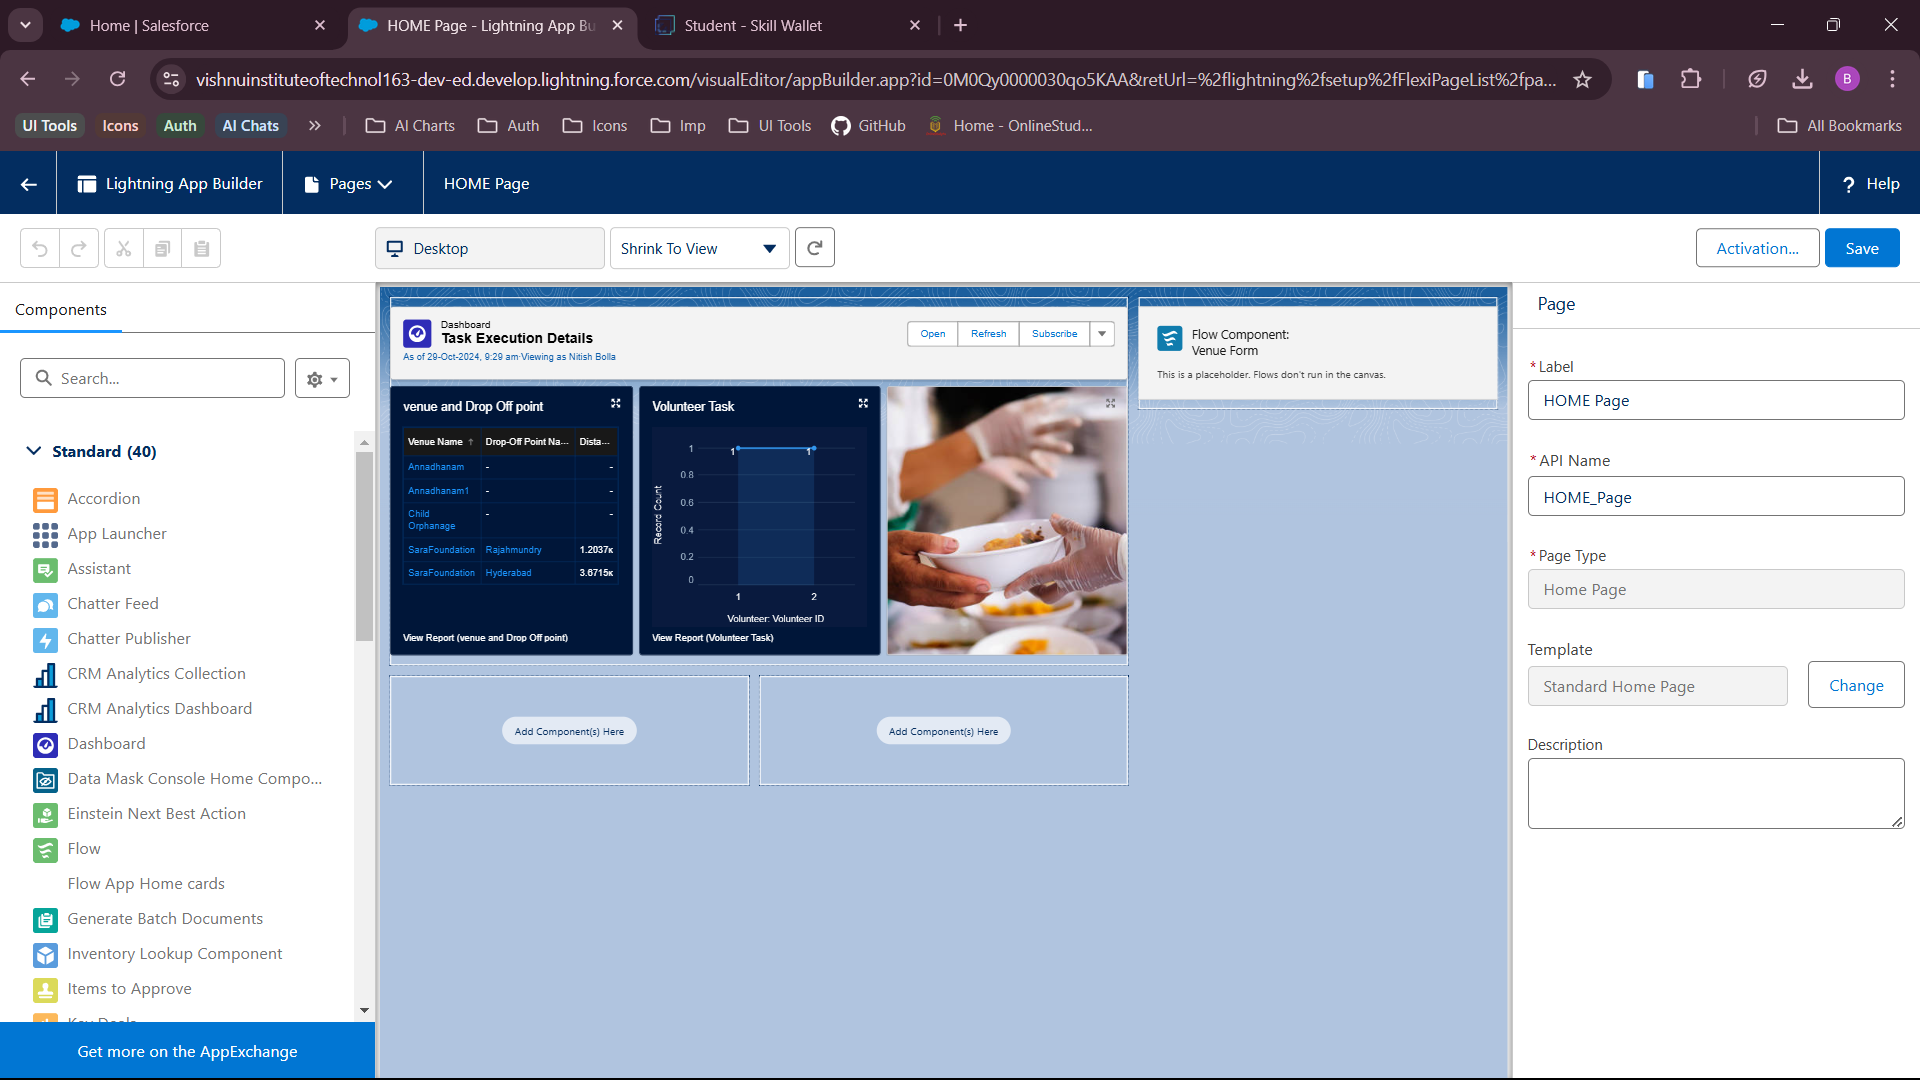 Home | Salesforce
HOME Page - Lightning App Bu
Student - Skill Wallet
vishnuinstituteoftechnol163-dev-ed.develop.lightning.force.com/visualEditor/appBuilder.app?id=0M0Qy0000030qo5KAA&retUrl=%2flightning%2fsetup%2fFlexiPageList%2fpa...
B
UI Tools
Icons
Auth
AI Chats
»
AI Charts
Auth
Icons
Imp
UI Tools
GitHub
Home - OnlineStud...
All Bookmarks
Lightning App Builder
Pages
HOME Page
? Help
Desktop
Shrink To View
Activation...
Save
Components
Search...
Standard (40)
Accordion
App Launcher
Assistant
Chatter Feed
Chatter Publisher
CRM Analytics Collection
CRM Analytics Dashboard
Dashboard
Data Mask Console Home Compo...
Einstein Next Best Action
Flow
Flow App Home cards
Generate Batch Documents
Inventory Lookup Component
Items to Approve
Key Deals
Get more on the AppExchange
Dashboard
Task Execution Details
As of 29-Oct-2024, 9:29 am·Viewing as Nitish Bolla
Open
Refresh
Subscribe
venue and Drop Off point
Venue Name ↑
Drop-Off Point Na...
Dista...
Annadhanam - -
Annadhanam1 - -
Child Orphanage - -
SaraFoundation Rajahmundry 1.2037K
SaraFoundation Hyderabad 3.6715K
View Report (venue and Drop Off point)
Volunteer Task
Record Count
1
0.8
0.6
0.4
0.2
0
1
1
1
2
Volunteer: Volunteer ID
View Report (Volunteer Task)
Flow Component:
Venue Form
This is a placeholder. Flows don't run in the canvas.
Add Component(s) Here
Add Component(s) Here
Page
*Label
HOME Page
*API Name
HOME_Page
*Page Type
Home Page
Template
Standard Home Page
Change
Description